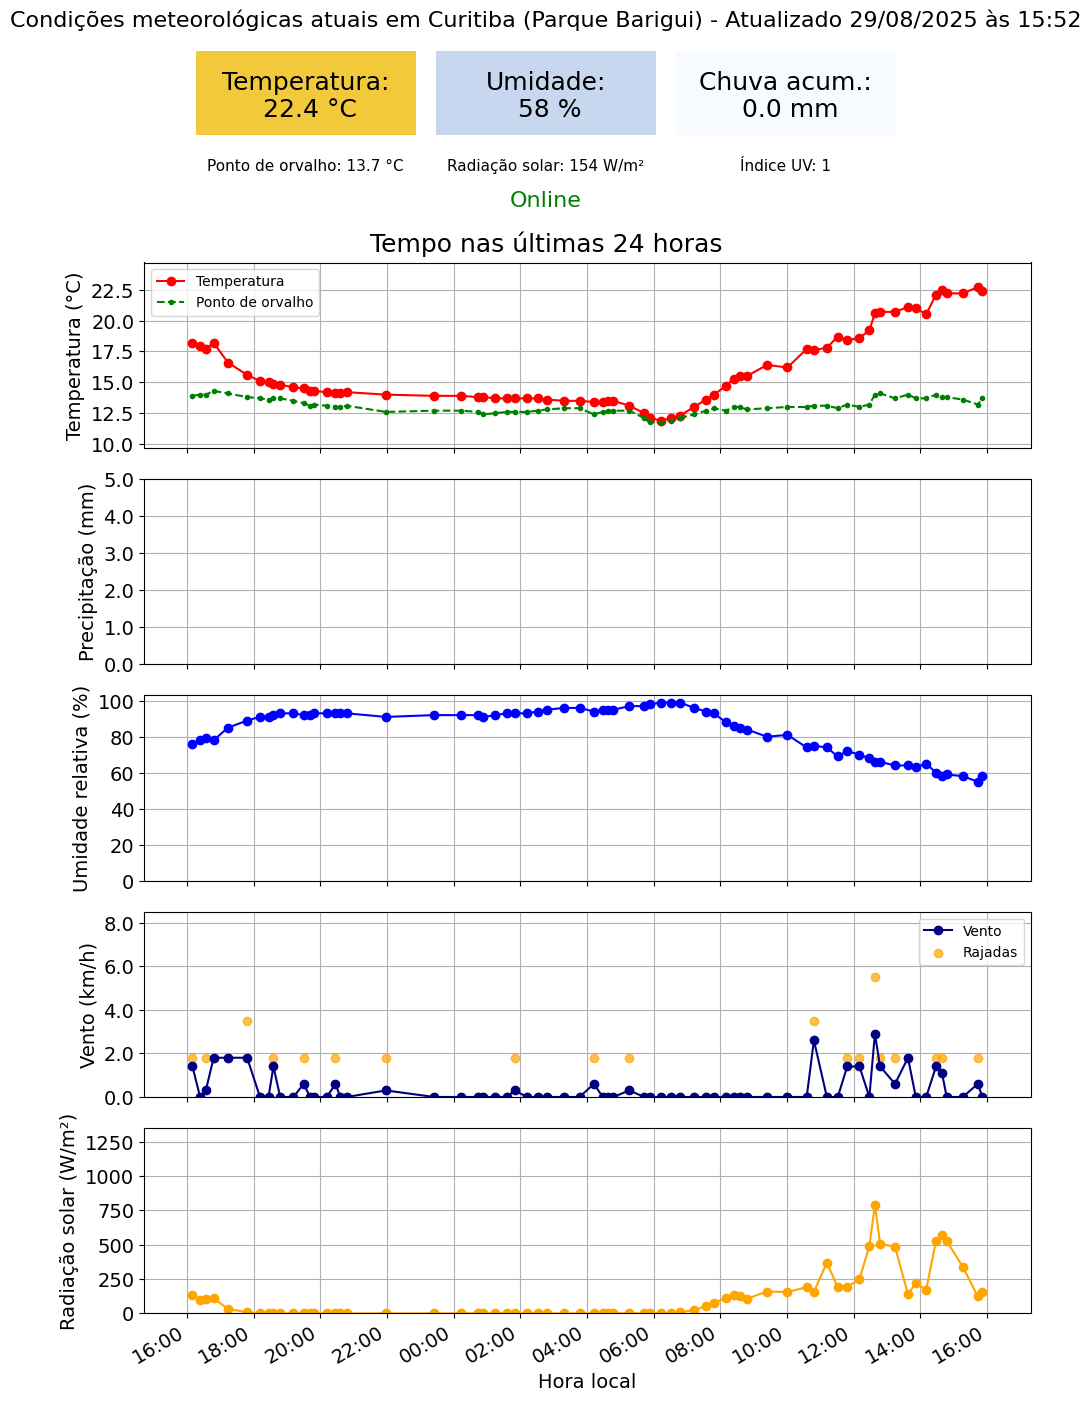 Condições meteorológicas atuais em Curitiba (Parque Barigui) - Atualizado 29/08/2025 às 15:52
Temperatura:
22.4 °C
Umidade:
58 %
Chuva acum.:
0.0 mm
Ponto de orvalho: 13.7 °C
Radiação solar: 154 W/m²
Índice UV: 1
Online
Tempo nas últimas 24 horas
Temperatura (°C)
22.5
20.0
17.5
15.0
12.5
10.0
Temperatura
Ponto de orvalho
Precipitação (mm)
5.0
4.0
3.0
2.0
1.0
0.0
Umidade relativa (%)
100
80
60
40
20
0
Vento (km/h)
8.0
6.0
4.0
2.0
0.0
Vento
Rajadas
Radiação solar (W/m²)
1250
1000
750
500
250
0
16:00
18:00
20:00
22:00
00:00
02:00
04:00
06:00
08:00
10:00
12:00
14:00
16:00
Hora local